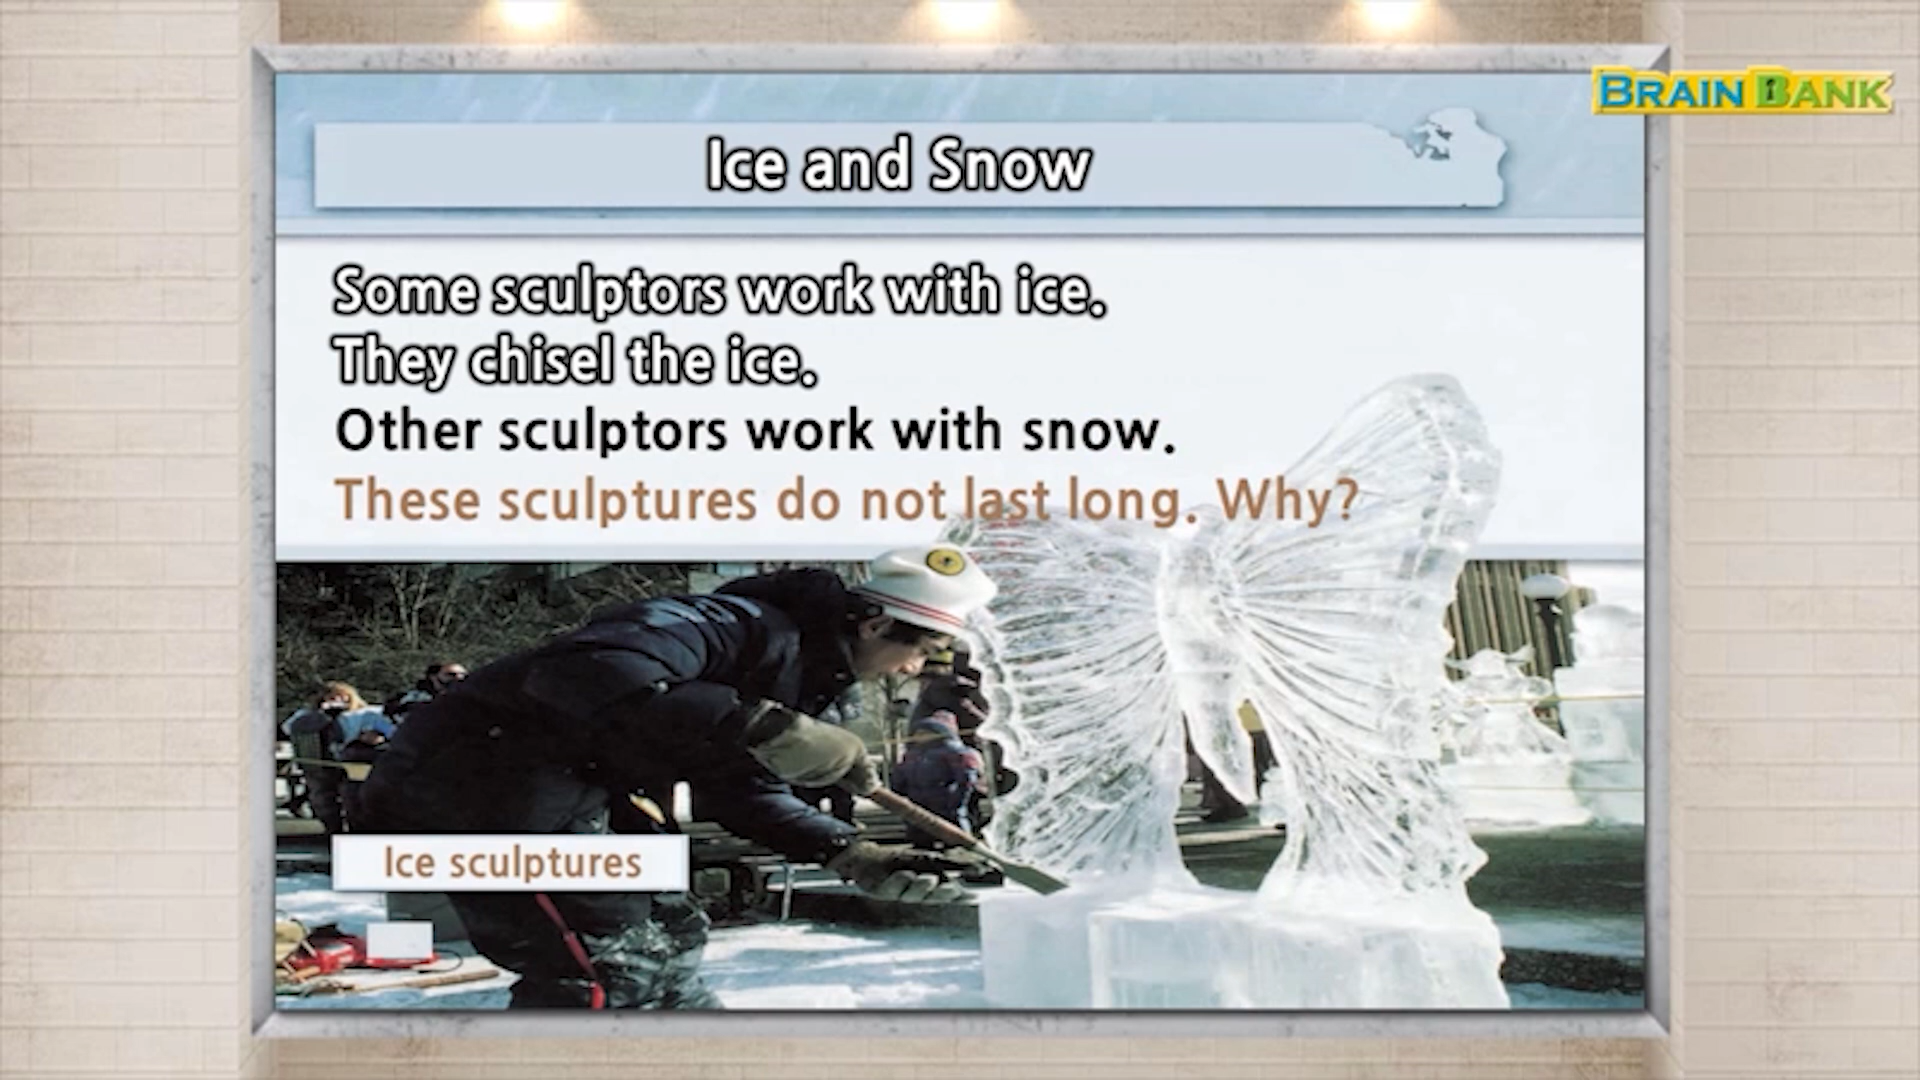 BRAIN BANK
Ice and Snow
Some sculptors work with ice.
They chisel the ice.
Other sculptors work with snow.
These sculptures do not last long. Why?
Ice sculptures